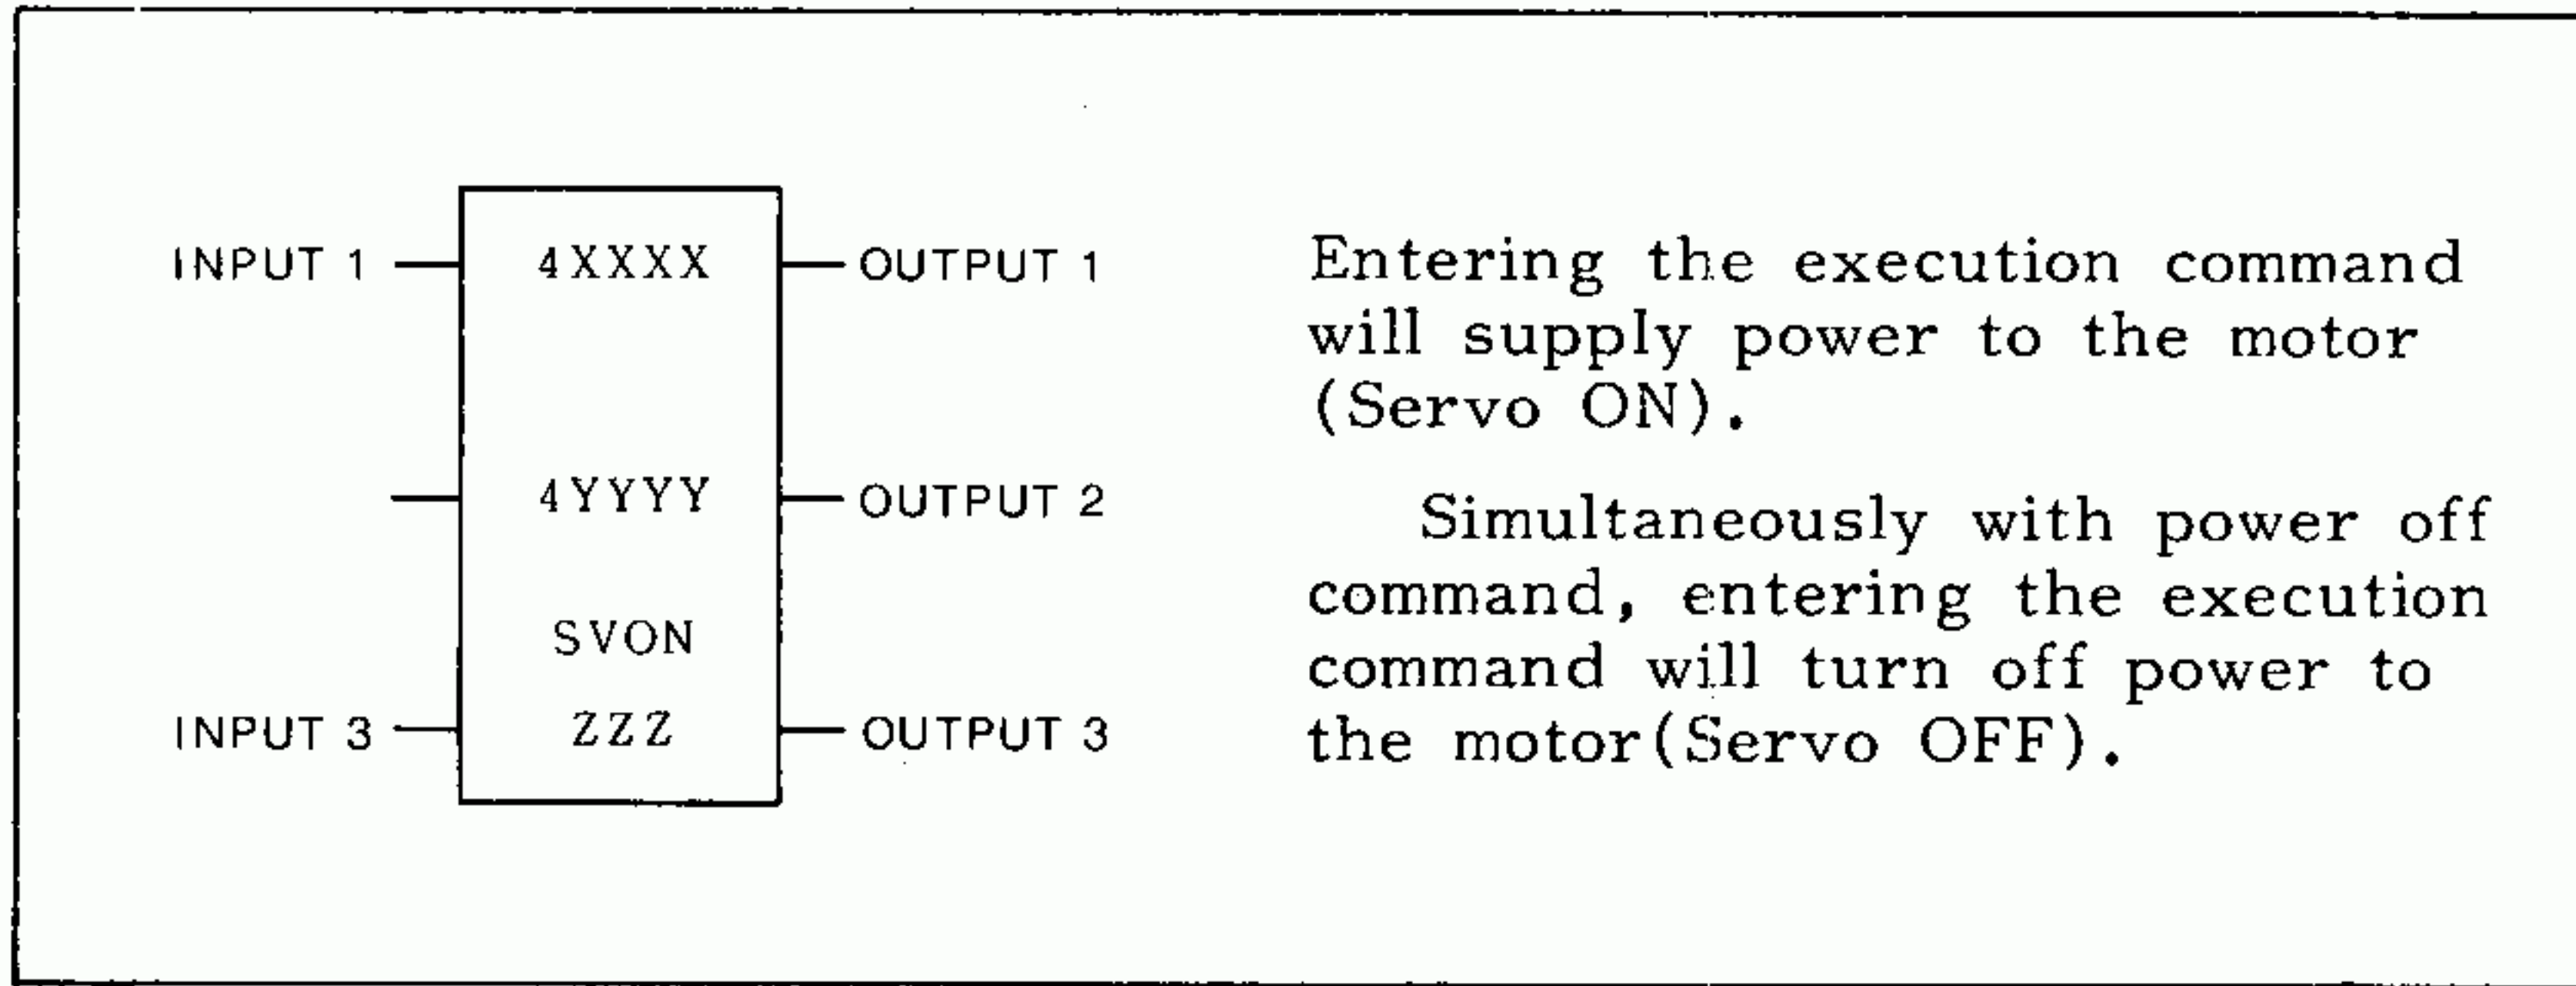 INPUT 1
4XXXX
OUTPUT 1
4YYYY
OUTPUT 2
SVON
INPUT 3
ZZZ
OUTPUT 3
Entering the execution command
will supply power to the motor
(Servo ON).
Simultaneously with power off
command, entering the execution
command will turn off power to
the motor(Servo OFF).